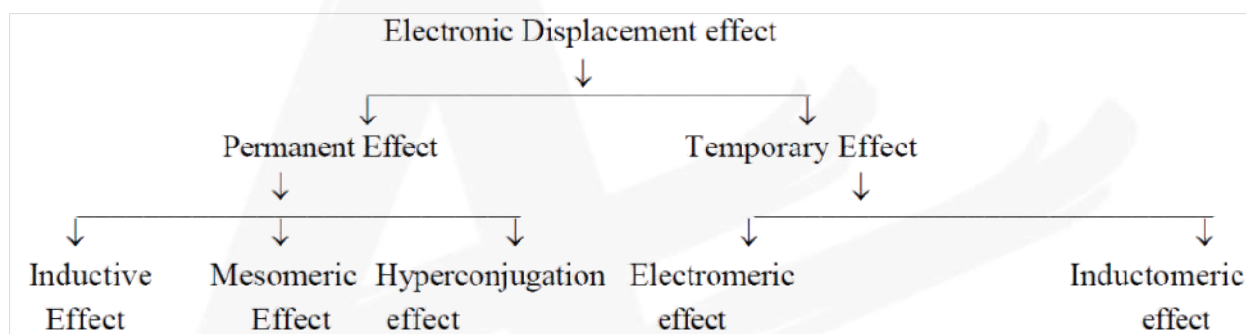 Electronic Displacement effect
Permanent Effect Temporary Effect
Inductive Mesomeric Hyperconjugation Electromeric Inductomeric
Effect Effect effect effect effect